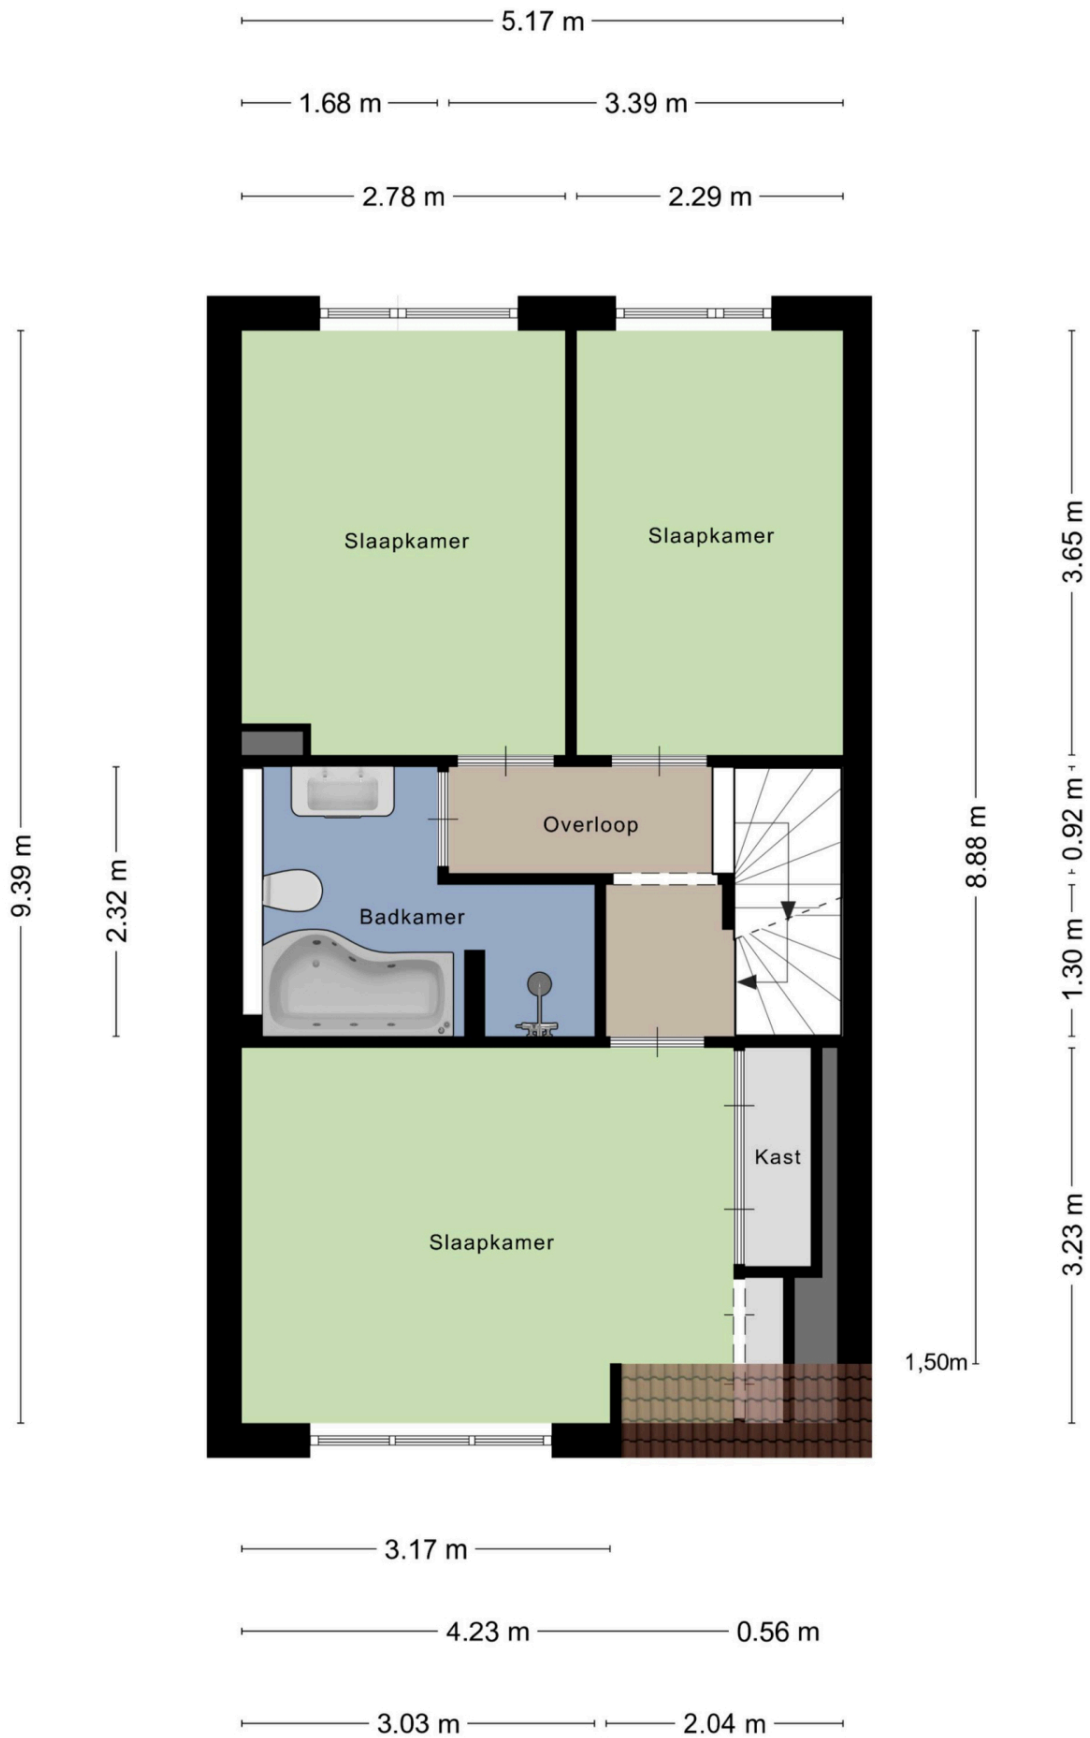 5.17 m
1.68 m
3.39 m
2.78 m
2.29 m
Slaapkamer
Slaapkamer
3.65 m
Overloop
0.92 m
9.39 m
2.32 m
8.88 m
Badkamer
1.30 m
Kast
Slaapkamer
3.23 m
1,50m
3.17 m
4.23 m
0.56 m
3.03 m
2.04 m